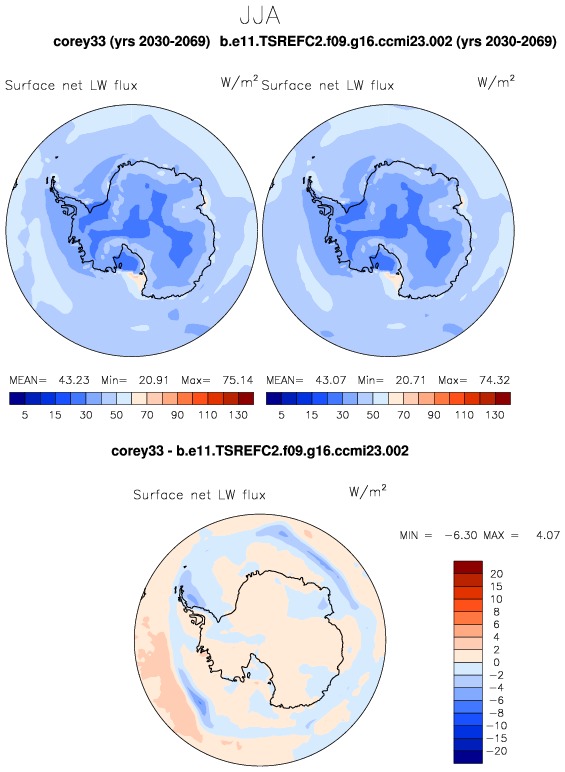 JJA
corey33 (yrs 2030-2069) b.e11.TSREFC2.f09.g16.ccmi23.002 (yrs 2030-2069)
Surface net LW flux W/m² Surface net LW flux W/m²
MEAN= 43.23 Min= 20.91 Max= 75.14 MEAN= 43.07 Min= 20.71 Max= 74.32
5 15 30 50 70 90 110 130 5 15 30 50 70 90 110 130
corey33 - b.e11.TSREFC2.f09.g16.ccmi23.002
Surface net LW flux W/m²
MIN = -6.30 MAX = 4.07
20
15
10
8
6
4
2
0
-2
-4
-6
-8
-10
-15
-20